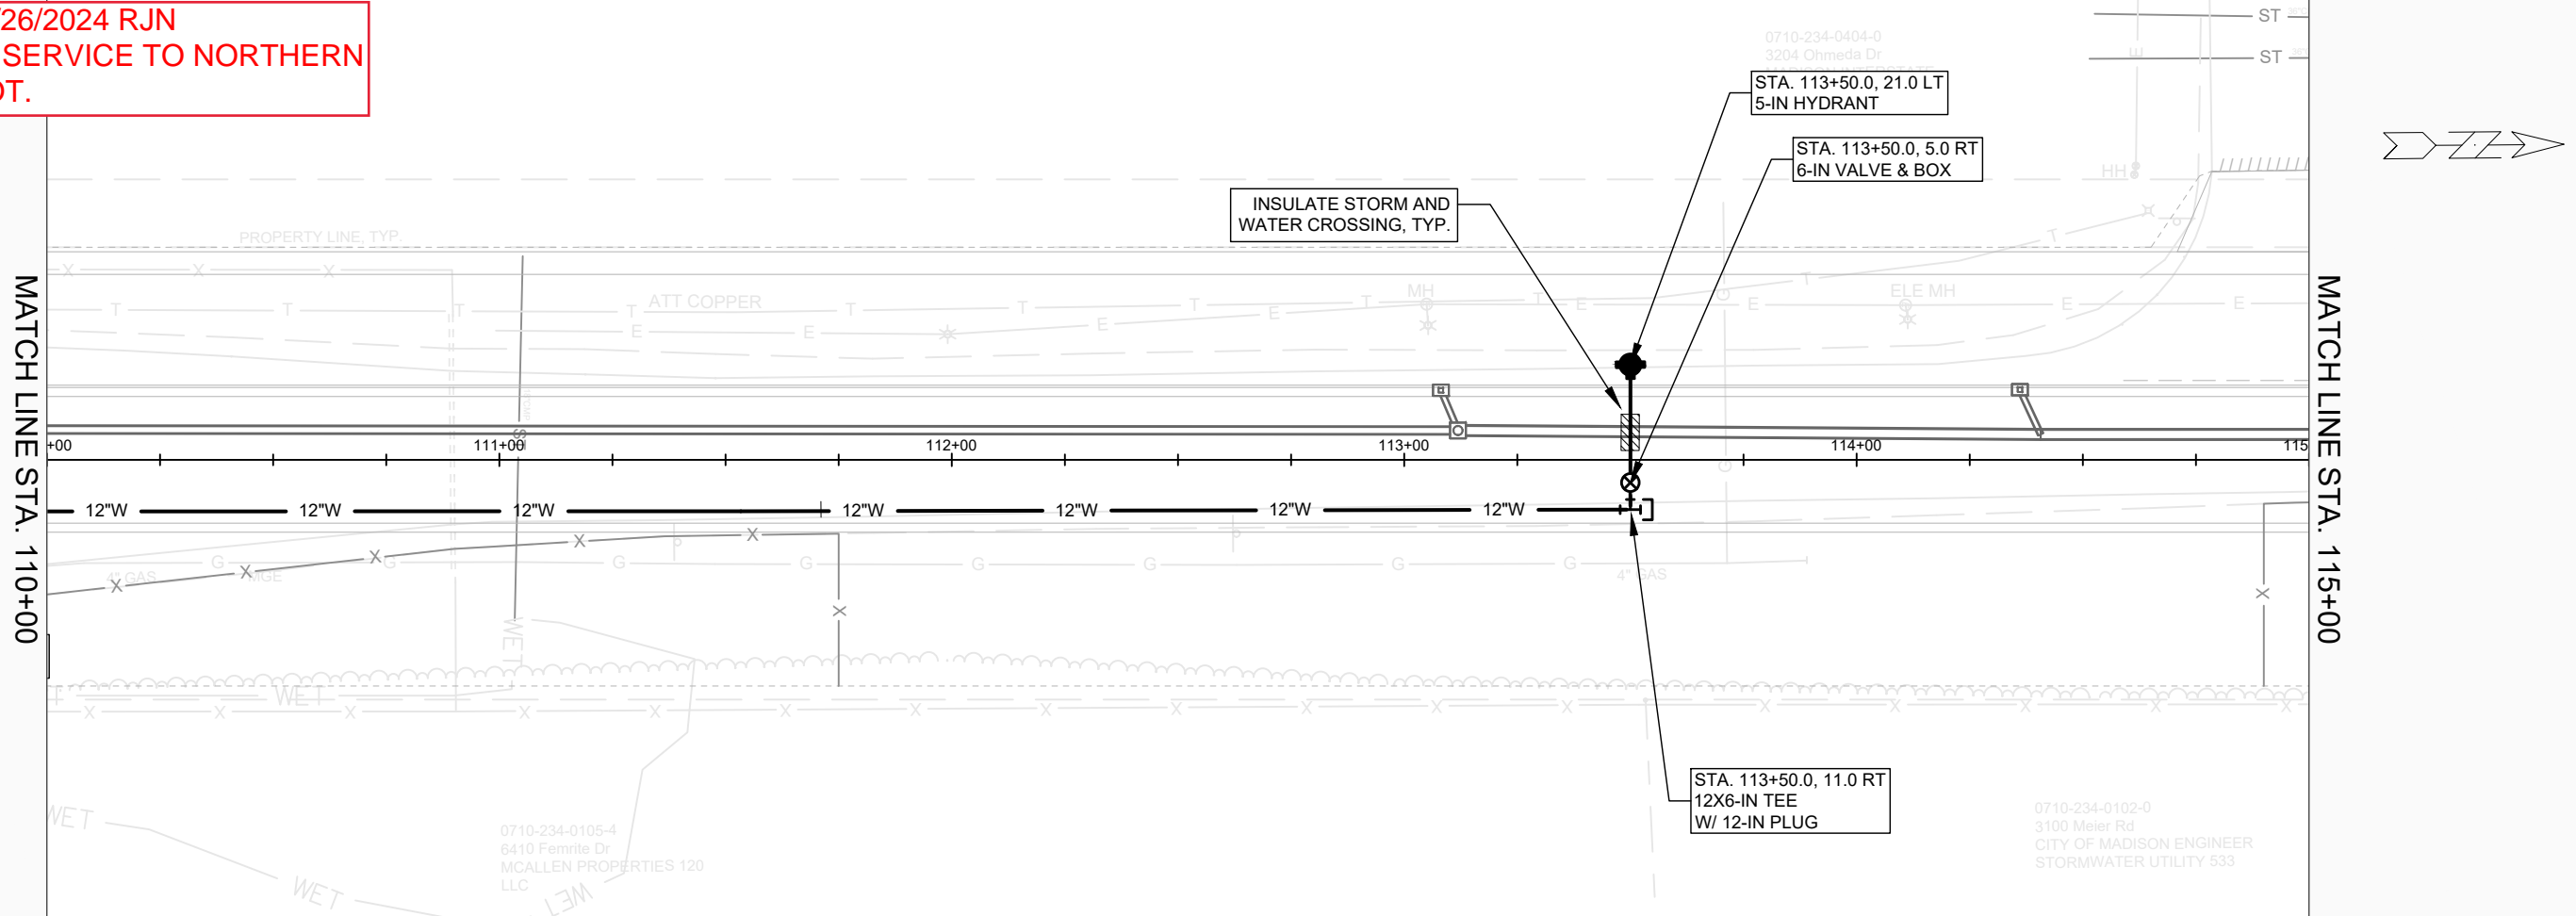 /26/2024 RJN
SERVICE TO NORTHERN
OT.
ST
ST
0710-234-0404-0
3204 Ohmeda Dr
MADISON INTERSTATE
STA. 113+50.0, 21.0 LT
5-IN HYDRANT
STA. 113+50.0, 5.0 RT
6-IN VALVE & BOX
INSULATE STORM AND
WATER CROSSING, TYP.
E
HH
PROPERTY LINE, TYP.
X X X
T T T T T T T T T T T
ATT COPPER
MH
ELE MH
E E E E E E E E
G
MATCH LINE STA. 110+00
MATCH LINE STA. 115+00
+00 111+00 112+00 113+00 114+00 115
12"W 12"W 12"W 12"W 12"W 12"W 12"W
G G G G G G G G
4" GAS MGE
4" GAS
X X X X X X
WET
WET
X X X X X X X X X X X X X X X X X
STA. 113+50.0, 11.0 RT
12X6-IN TEE
W/ 12-IN PLUG
WET
0710-234-0105-4
6410 Femrite Dr
MCALLEN PROPERTIES 120
LLC
WET
WET
0710-234-0102-0
3100 Meier Rd
CITY OF MADISON ENGINEER
STORMWATER UTILITY 533